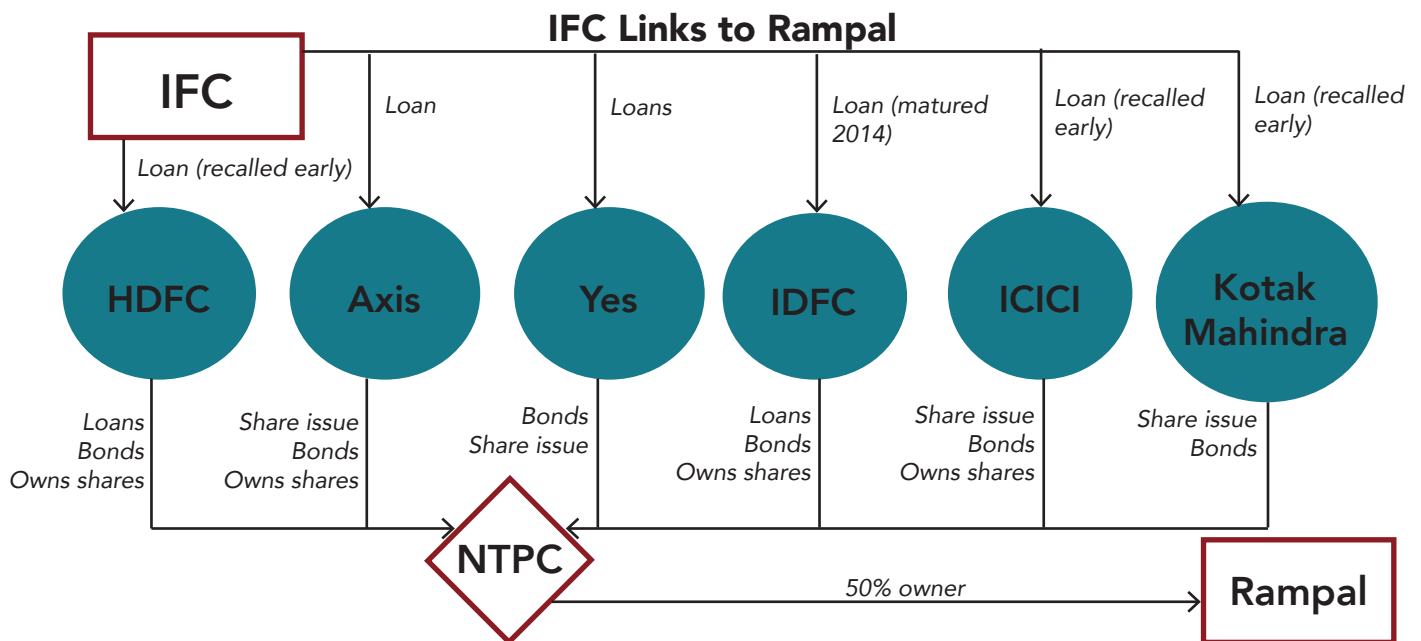 IFC Links to Rampal
IFC
Loan
Loans
Loan (matured
2014)
Loan (recalled
early)
Loan (recalled
early)
Loan (recalled early)
HDFC
Axis
Yes
IDFC
ICICI
Kotak
Mahindra
Loans
Bonds
Owns shares
Share issue
Bonds
Owns shares
Bonds
Share issue
Loans
Bonds
Owns shares
Share issue
Bonds
Owns shares
Share issue
Bonds
NTPC
50% owner
Rampal